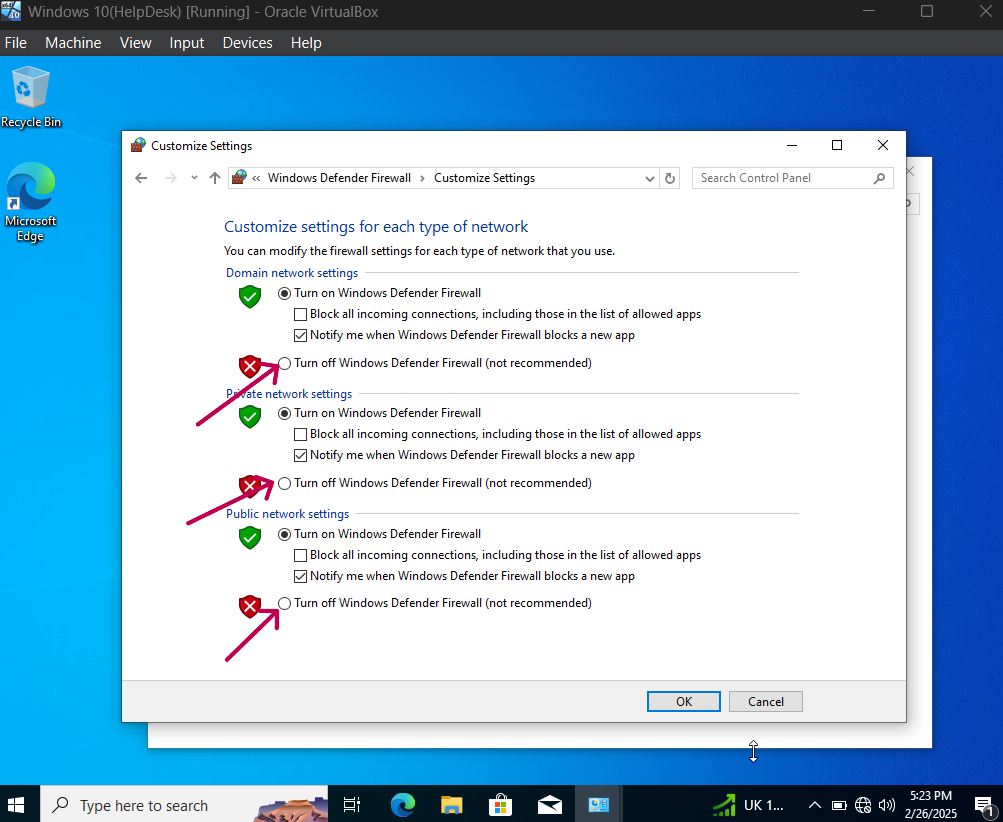 Windows 10(HelpDesk) [Running] - Oracle VirtualBox
File Machine View Input Devices Help
Recycle Bin
Microsoft
Edge
Customize Settings
« Windows Defender Firewall › Customize Settings
Search Control Panel
Customize settings for each type of network
You can modify the firewall settings for each type of network that you use.
Domain network settings
Turn on Windows Defender Firewall
Block all incoming connections, including those in the list of allowed apps
Notify me when Windows Defender Firewall blocks a new app
Turn off Windows Defender Firewall (not recommended)
Private network settings
Turn on Windows Defender Firewall
Block all incoming connections, including those in the list of allowed apps
Notify me when Windows Defender Firewall blocks a new app
Turn off Windows Defender Firewall (not recommended)
Public network settings
Turn on Windows Defender Firewall
Block all incoming connections, including those in the list of allowed apps
Notify me when Windows Defender Firewall blocks a new app
Turn off Windows Defender Firewall (not recommended)
OK Cancel
Type here to search
UK 1...
5:23 PM
2/26/2025
1